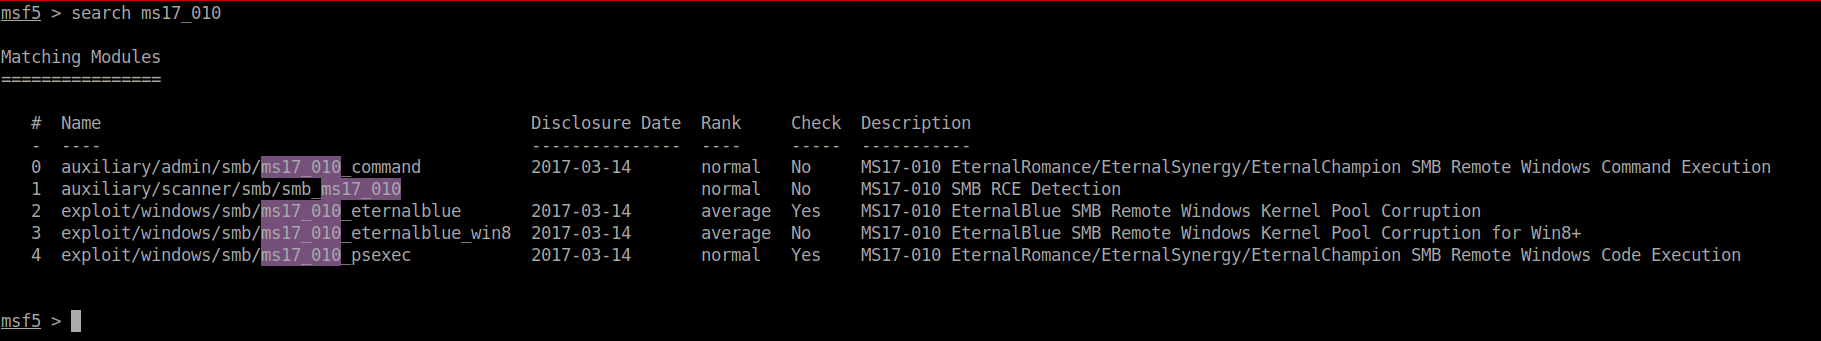 msf5 > search ms17_010
Matching Modules
================
#  Name                                      Disclosure Date  Rank     Check  Description
-  ----                                      ---------------  ----     -----  -----------
0  auxiliary/admin/smb/ms17_010_command      2017-03-14       normal   No     MS17-010 EternalRomance/EternalSynergy/EternalChampion SMB Remote Windows Command Execution
1  auxiliary/scanner/smb/smb_ms17_010                         normal   No     MS17-010 SMB RCE Detection
2  exploit/windows/smb/ms17_010_eternalblue  2017-03-14       average  Yes    MS17-010 EternalBlue SMB Remote Windows Kernel Pool Corruption
3  exploit/windows/smb/ms17_010_eternalblue_win8  2017-03-14  average  No     MS17-010 EternalBlue SMB Remote Windows Kernel Pool Corruption for Win8+
4  exploit/windows/smb/ms17_010_psexec       2017-03-14       normal   Yes    MS17-010 EternalRomance/EternalSynergy/EternalChampion SMB Remote Windows Code Execution
msf5 >